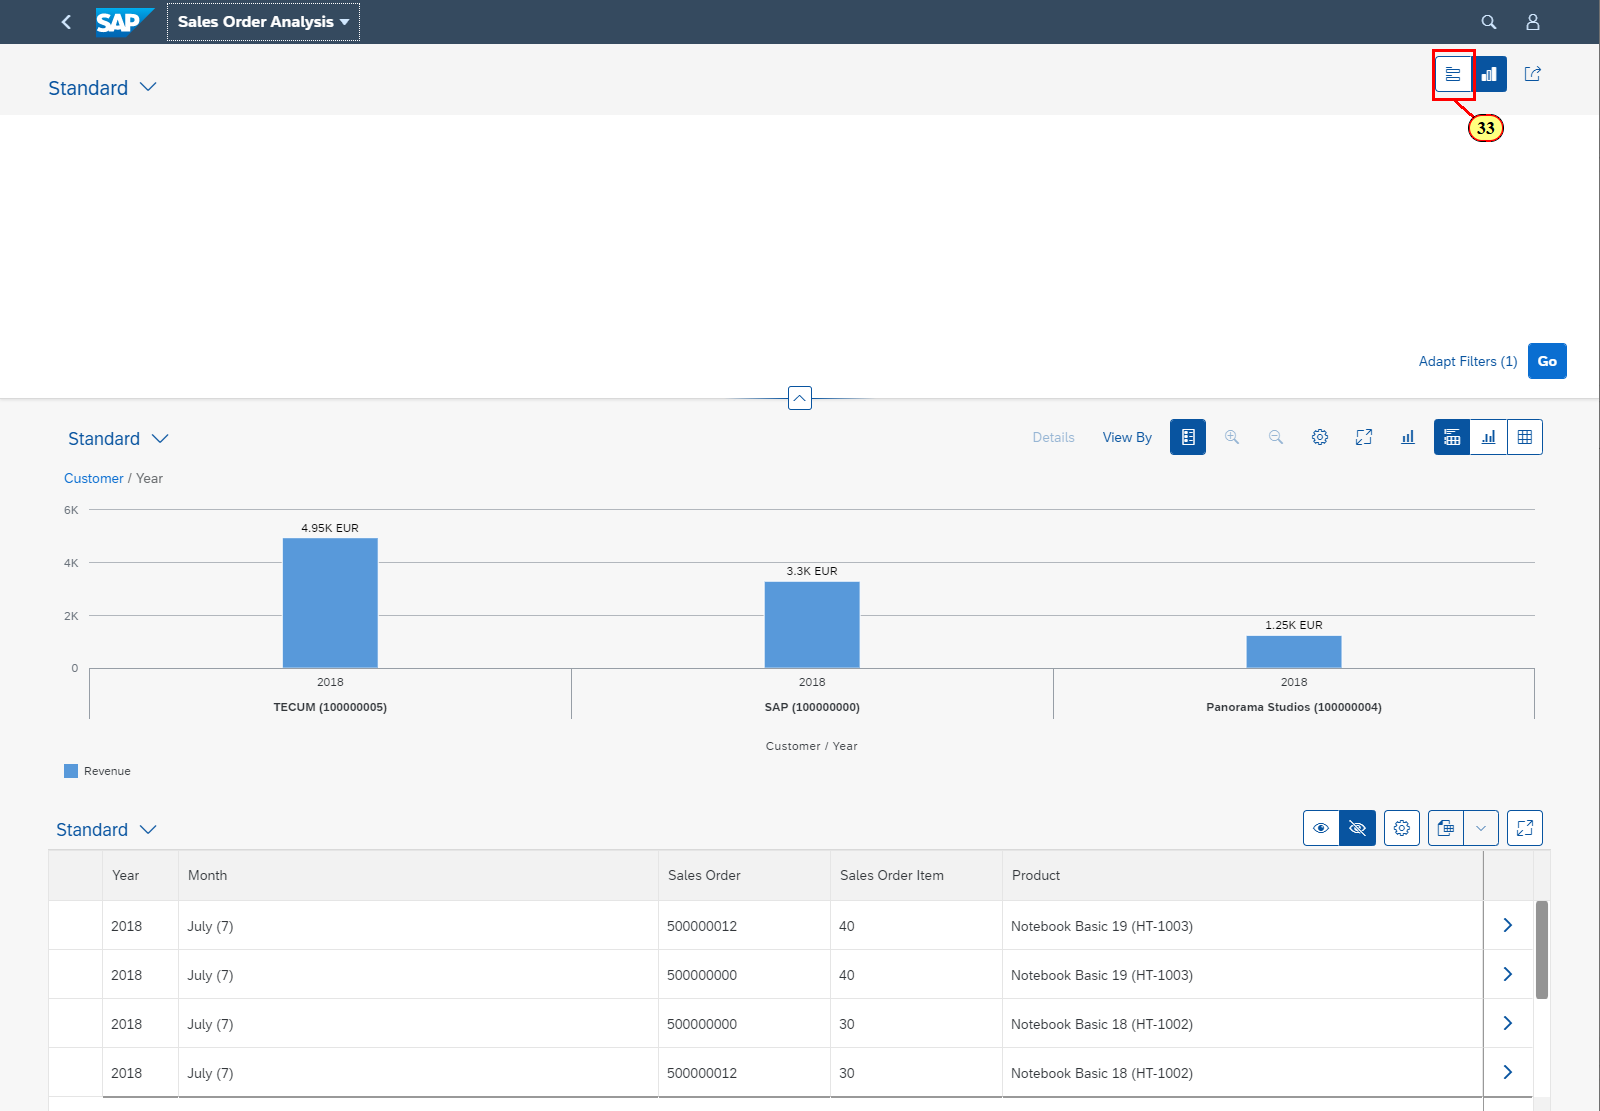 SAP Sales Order Analysis
Standard
33
Adapt Filters (1) Go
Standard Details View By
Customer / Year
6K
4.95K EUR
3.3K EUR
4K
1.25K EUR
2K
0
2018 2018 2018
TECUM (100000005) SAP (100000000) Panorama Studios (100000004)
Customer / Year
Revenue
Standard
Year Month Sales Order Sales Order Item Product
2018 July (7) 500000012 40 Notebook Basic 19 (HT-1003)
2018 July (7) 500000000 40 Notebook Basic 19 (HT-1003)
2018 July (7) 500000000 30 Notebook Basic 18 (HT-1002)
2018 July (7) 500000012 30 Notebook Basic 18 (HT-1002)